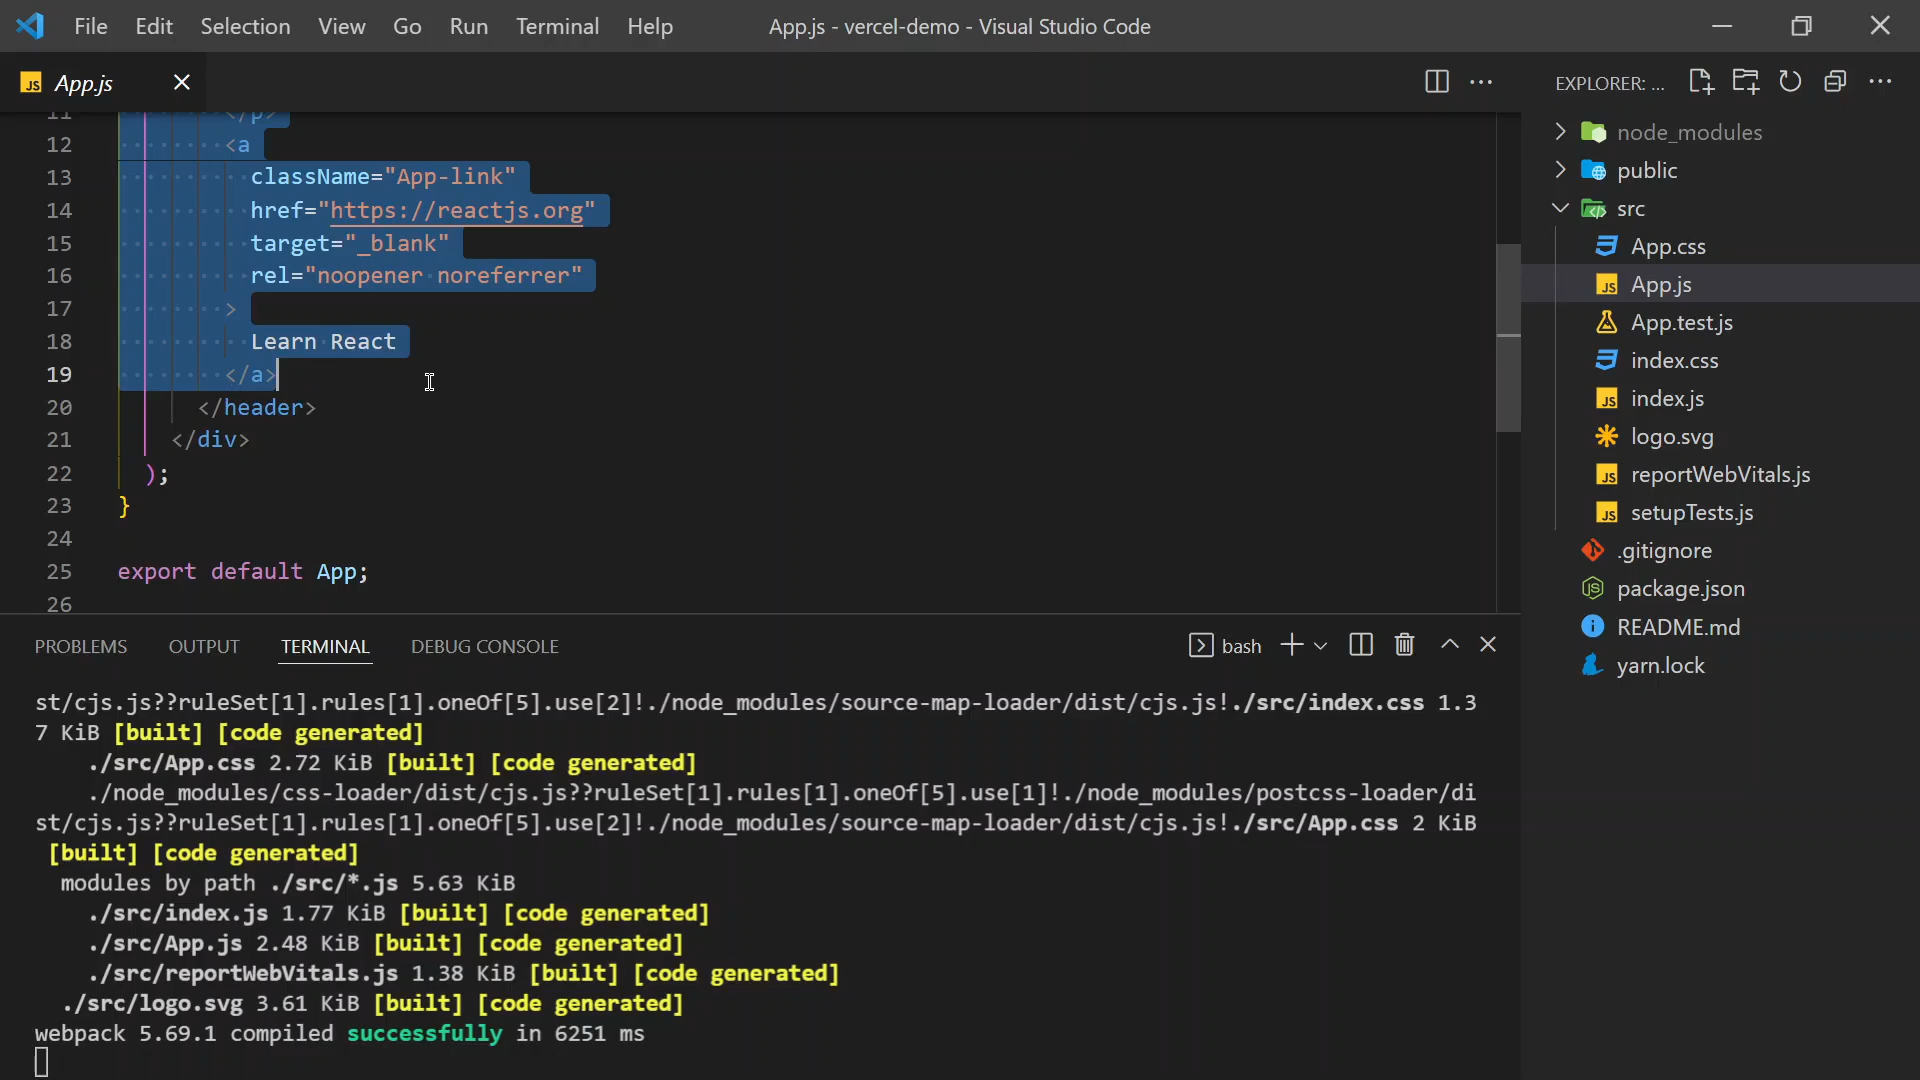 File Edit Selection View Go Run Terminal Help App.js - vercel-demo - Visual Studio Code
JS App.js
EXPLORER: ...
11 </p>
12 <a
13 className="App-link"
14 href="https://reactjs.org"
15 target="_blank"
16 rel="noopener noreferrer"
17 >
18 Learn React
19 </a>
20 </header>
21 </div>
22 );
23 }
24
25 export default App;
26
node_modules
public
src
App.css
JS App.js
App.test.js
index.css
JS index.js
logo.svg
JS reportWebVitals.js
JS setupTests.js
.gitignore
package.json
README.md
yarn.lock
PROBLEMS OUTPUT TERMINAL DEBUG CONSOLE bash
st/cjs.js??ruleSet[1].rules[1].oneOf[5].use[2]!./node_modules/source-map-loader/dist/cjs.js!./src/index.css 1.3
7 KiB [built] [code generated]
./src/App.css 2.72 KiB [built] [code generated]
./node_modules/css-loader/dist/cjs.js??ruleSet[1].rules[1].oneOf[5].use[1]!./node_modules/postcss-loader/di
st/cjs.js??ruleSet[1].rules[1].oneOf[5].use[2]!./node_modules/source-map-loader/dist/cjs.js!./src/App.css 2 KiB
[built] [code generated]
modules by path ./src/*.js 5.63 KiB
./src/index.js 1.77 KiB [built] [code generated]
./src/App.js 2.48 KiB [built] [code generated]
./src/reportWebVitals.js 1.38 KiB [built] [code generated]
./src/logo.svg 3.61 KiB [built] [code generated]
webpack 5.69.1 compiled successfully in 6251 ms